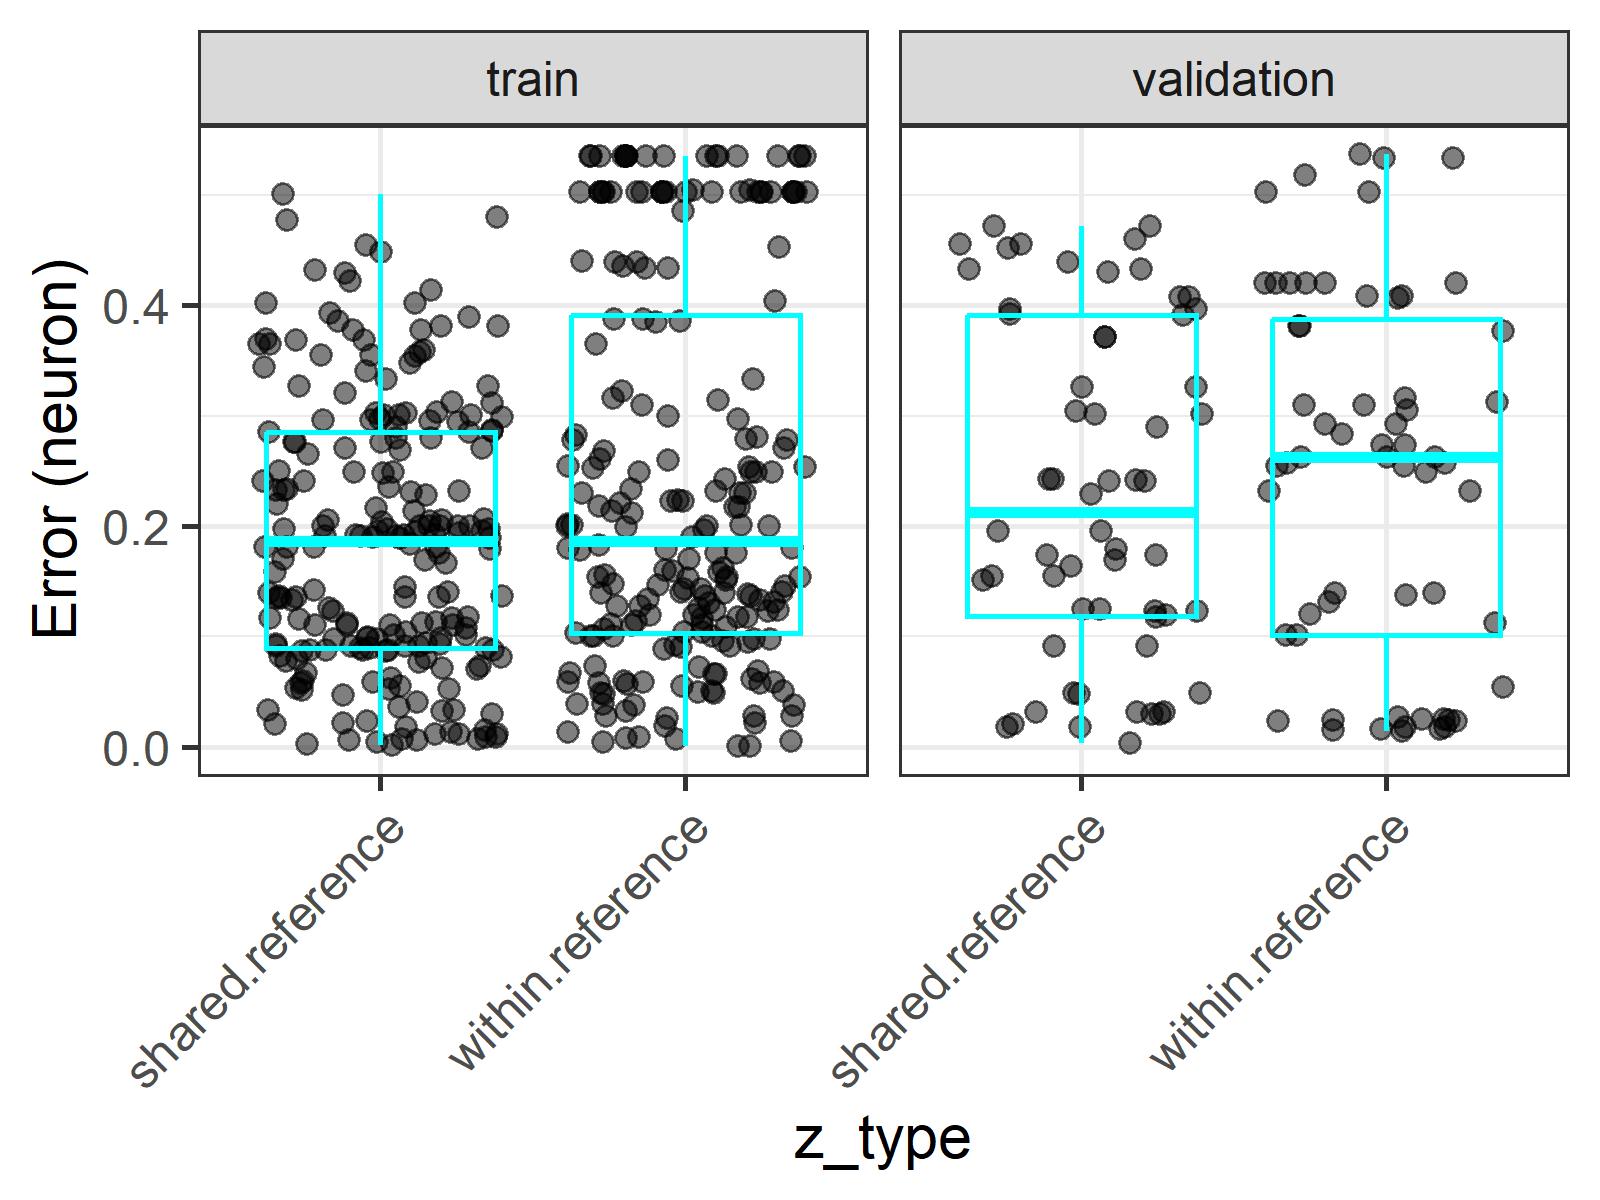 train
validation
Error (neuron)
0.4
0.2
0.0
shared.reference
within.reference
shared.reference
within.reference
z_type